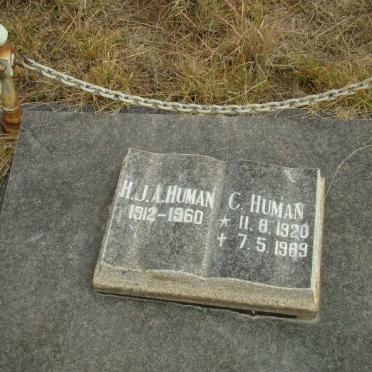 H.J.A. HUMAN
1912-1960
C. HUMAN
* 11.8.1920
✝ 7.5.1989